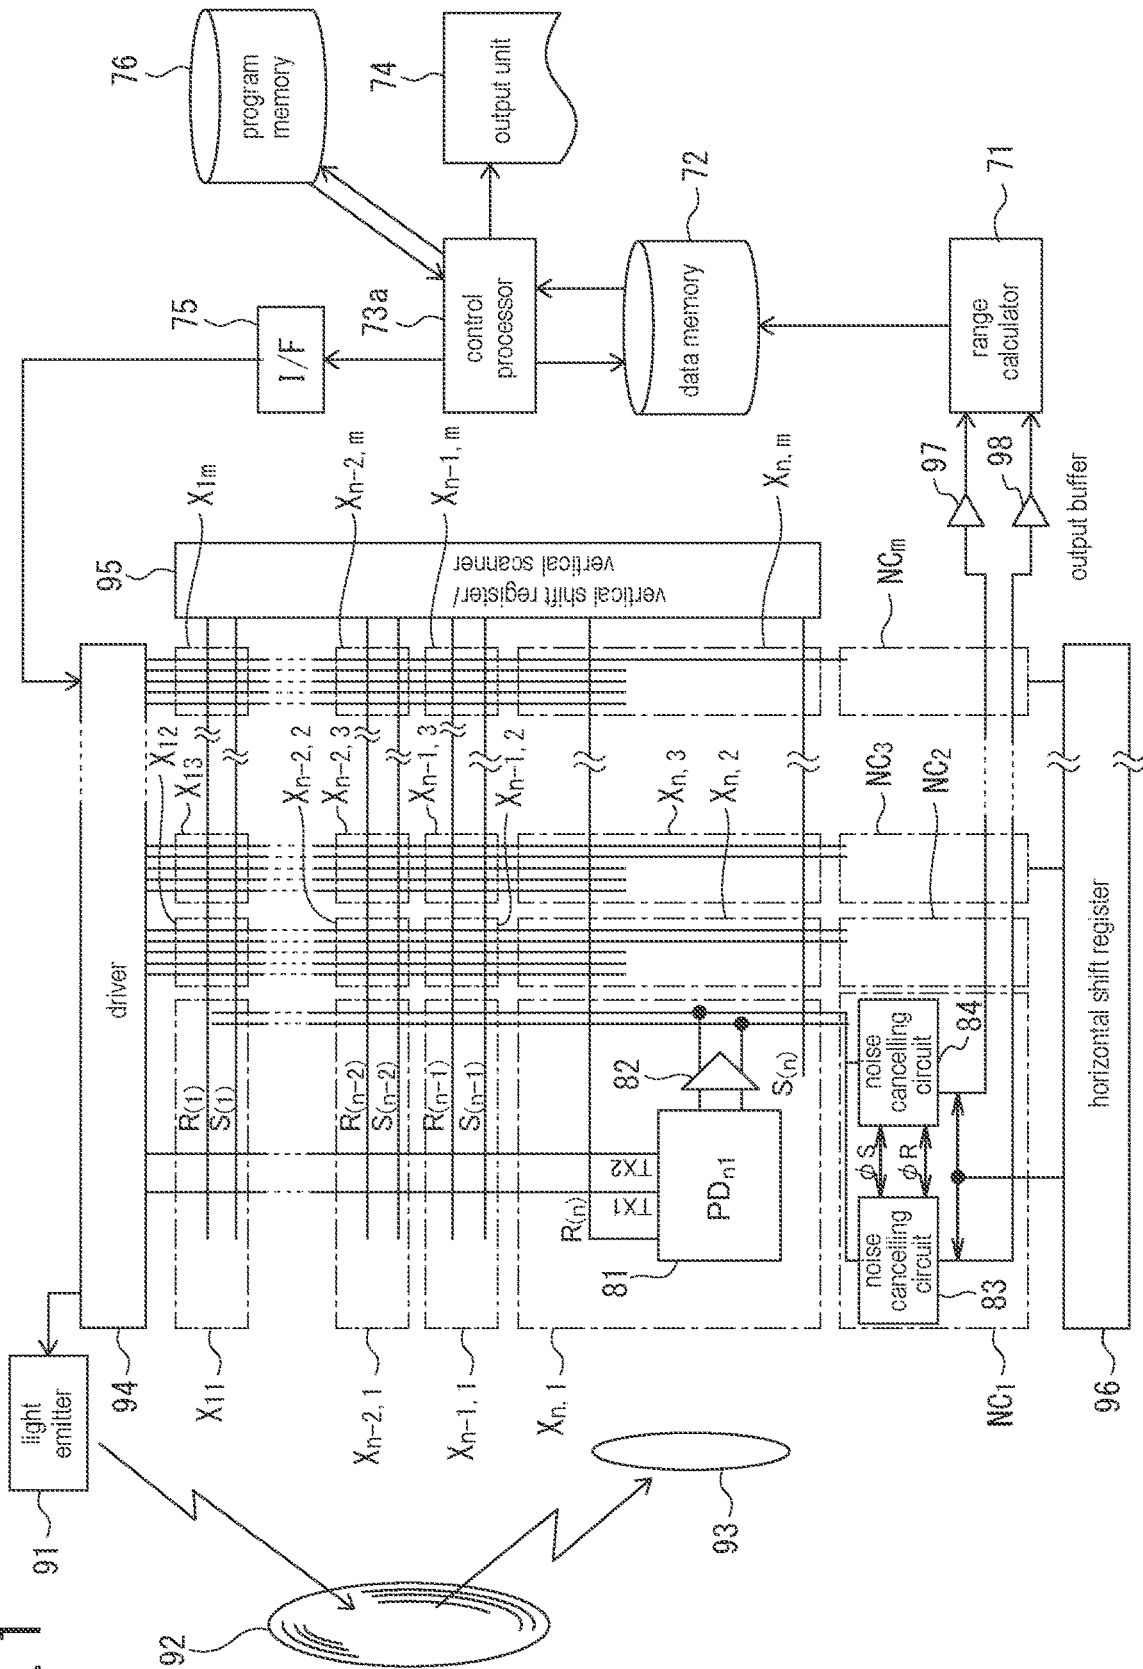 1
91
light
emitter
92
93
94
driver
95
vertical shift register/
vertical scanner
96
horizontal shift register
76
program
memory
75
I/F
73a
control
processor
74
output unit
72
data memory
71
range
calculator
97
98
output buffer
X11
X12
X13
X1m
Xn-2, 1
Xn-2, 2
Xn-2, 3
Xn-2, m
Xn-1, 1
Xn-1, 2
Xn-1, 3
Xn-1, m
Xn, 1
Xn, 2
Xn, 3
Xn, m
R(1)
S(1)
R(n-2)
S(n-2)
R(n-1)
S(n-1)
R(n)
S(n)
TX1
TX2
PDn1
81
82
noise
cancelling
circuit
83
noise
cancelling
circuit
84
ϕS
ϕR
NC1
NC2
NC3
NCm